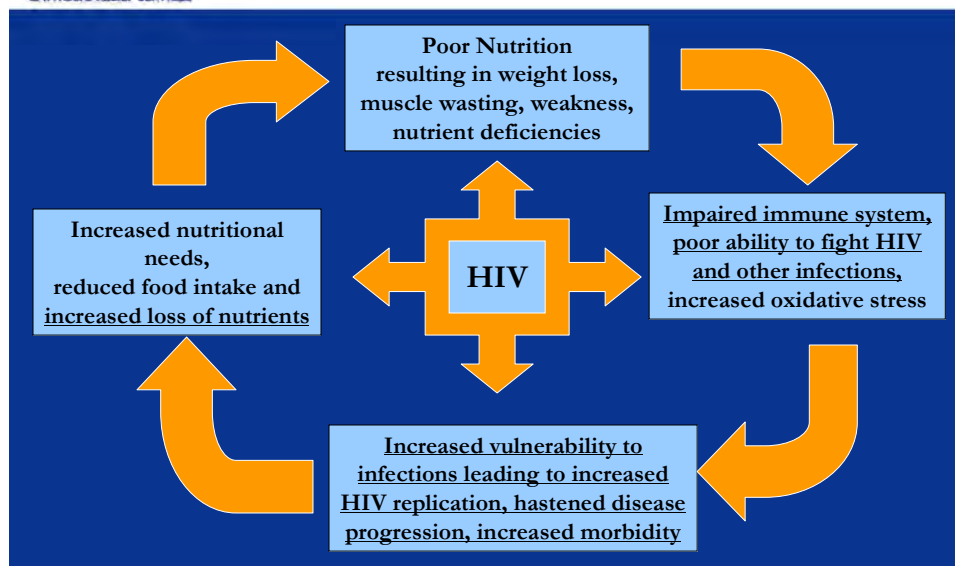 Poor Nutrition
resulting in weight loss,
muscle wasting, weakness,
nutrient deficiencies
Increased nutritional
needs,
reduced food intake and
increased loss of nutrients
HIV
Impaired immune system,
poor ability to fight HIV
and other infections,
increased oxidative stress
Increased vulnerability to
infections leading to increased
HIV replication, hastened disease
progression, increased morbidity